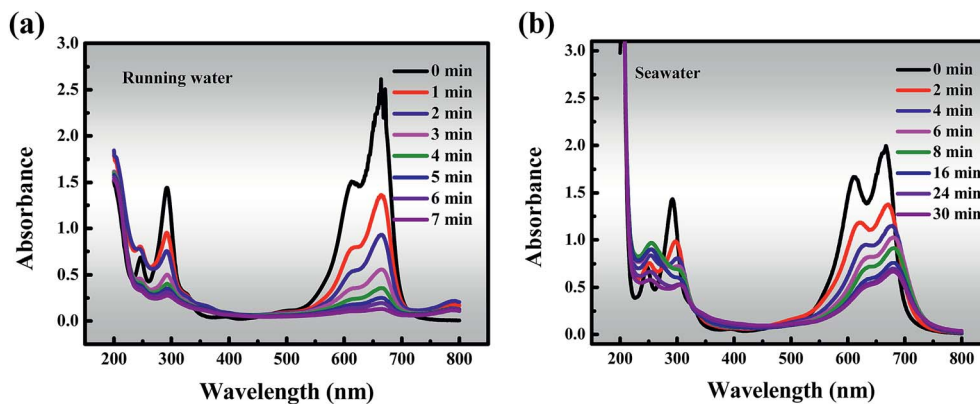 (a)
3.0
2.5
2.0
1.5
1.0
0.5
0.0
Absorbance
Running water
0 min
1 min
2 min
3 min
4 min
5 min
6 min
7 min
200 300 400 500 600 700 800
Wavelength (nm)
(b)
3.0
2.5
2.0
1.5
1.0
0.5
0.0
Absorbance
Seawater
0 min
2 min
4 min
6 min
8 min
16 min
24 min
30 min
200 300 400 500 600 700 800
Wavelength (nm)